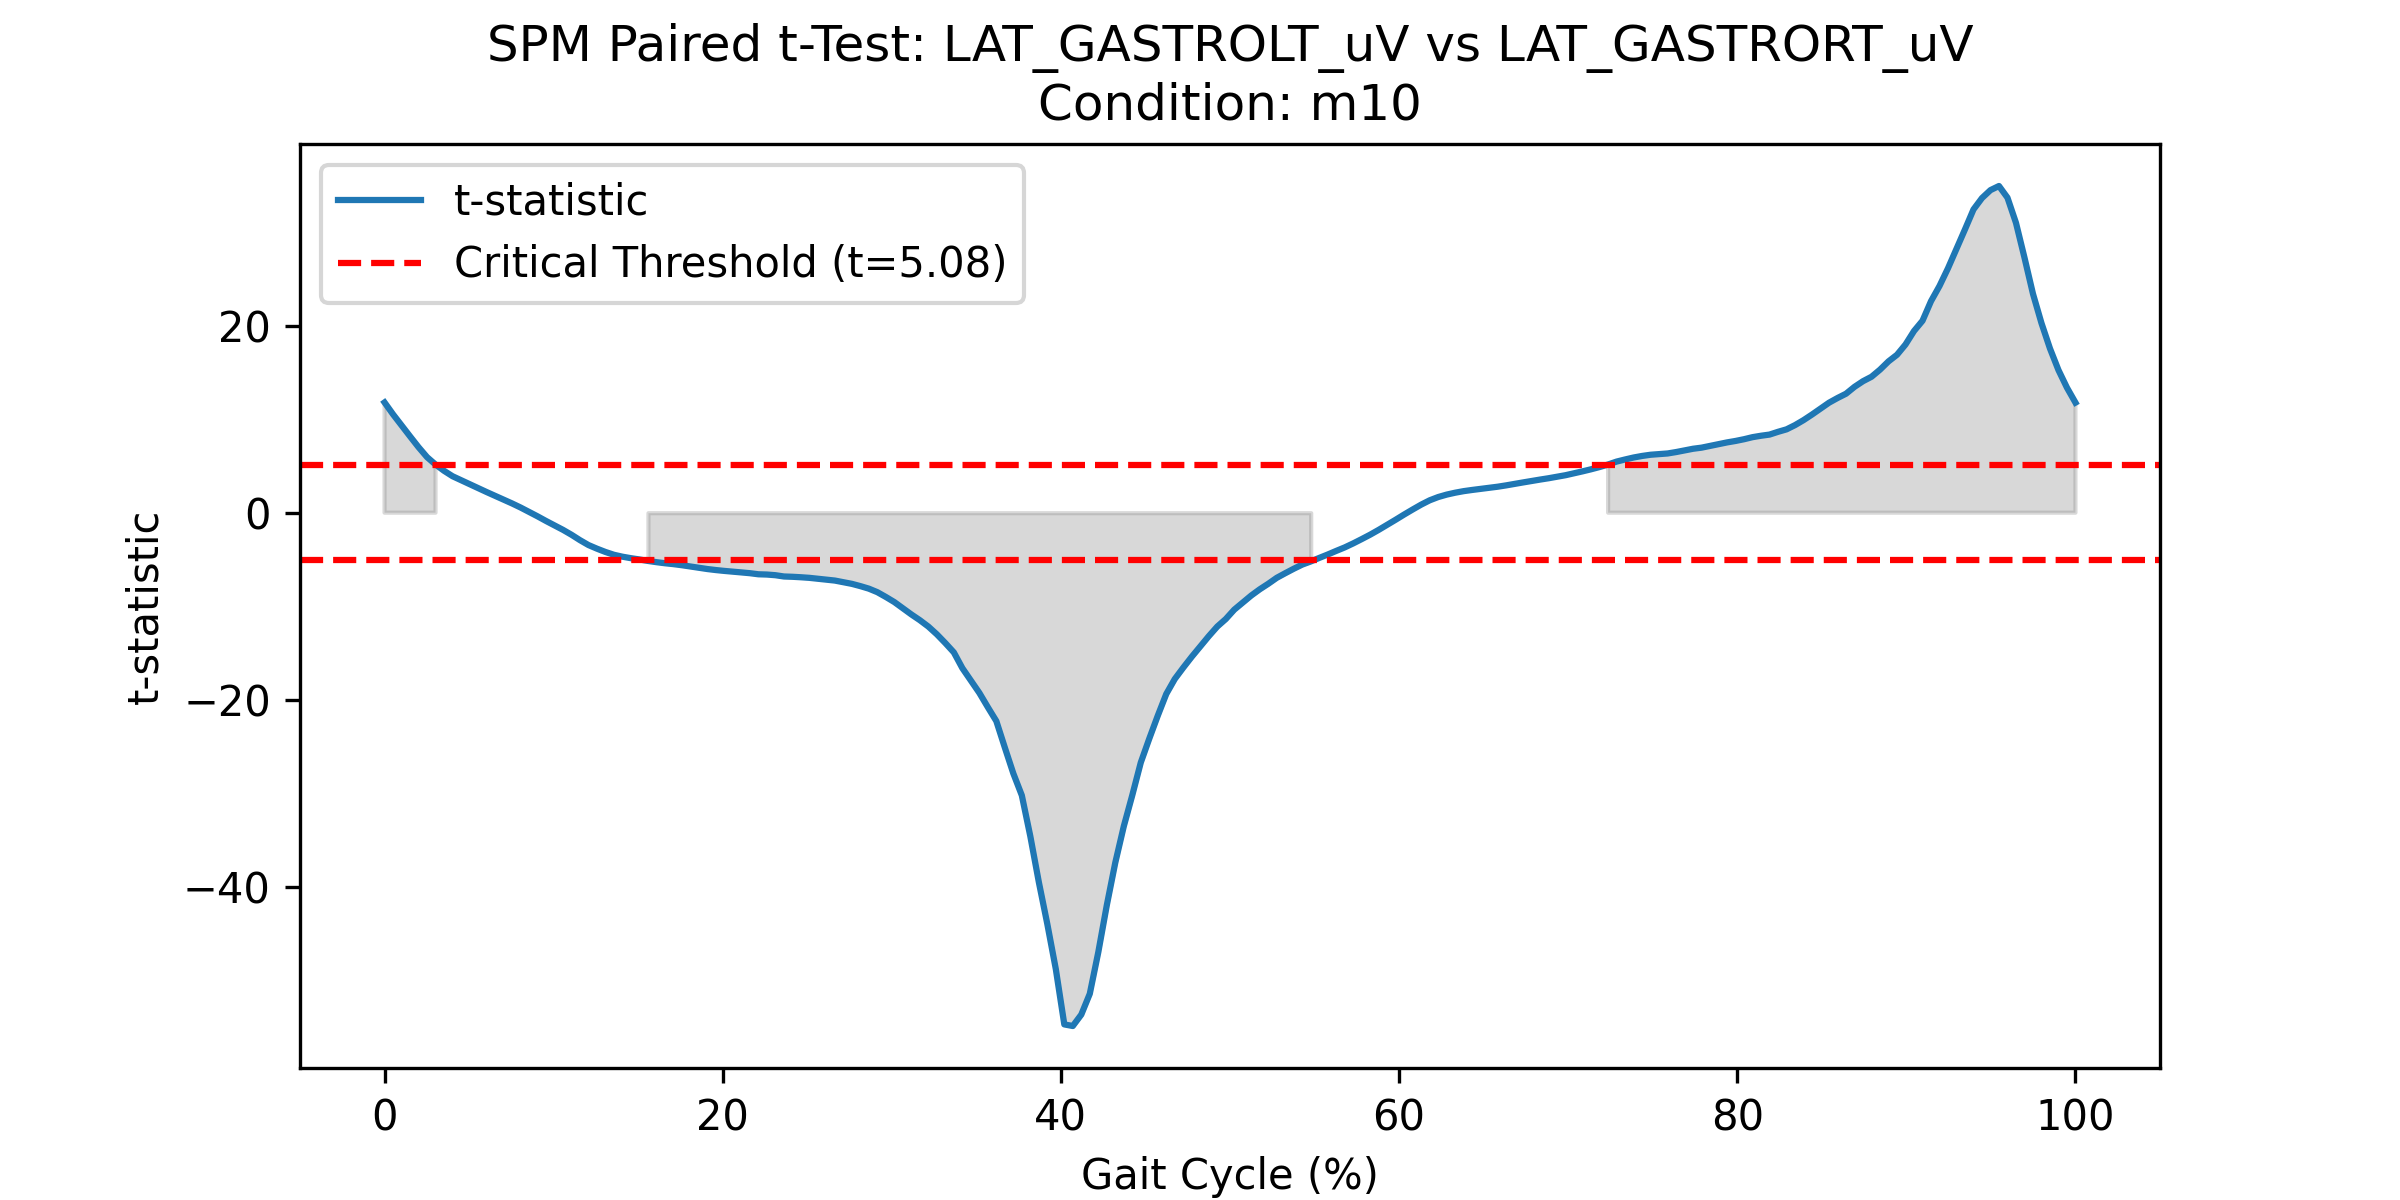 SPM Paired t-Test: LAT_GASTROLT_uV vs LAT_GASTRORT_uV
Condition: m10
t-statistic
Critical Threshold (t=5.08)
20
0
−20
−40
t-statistic
0
20
40
60
80
100
Gait Cycle (%)